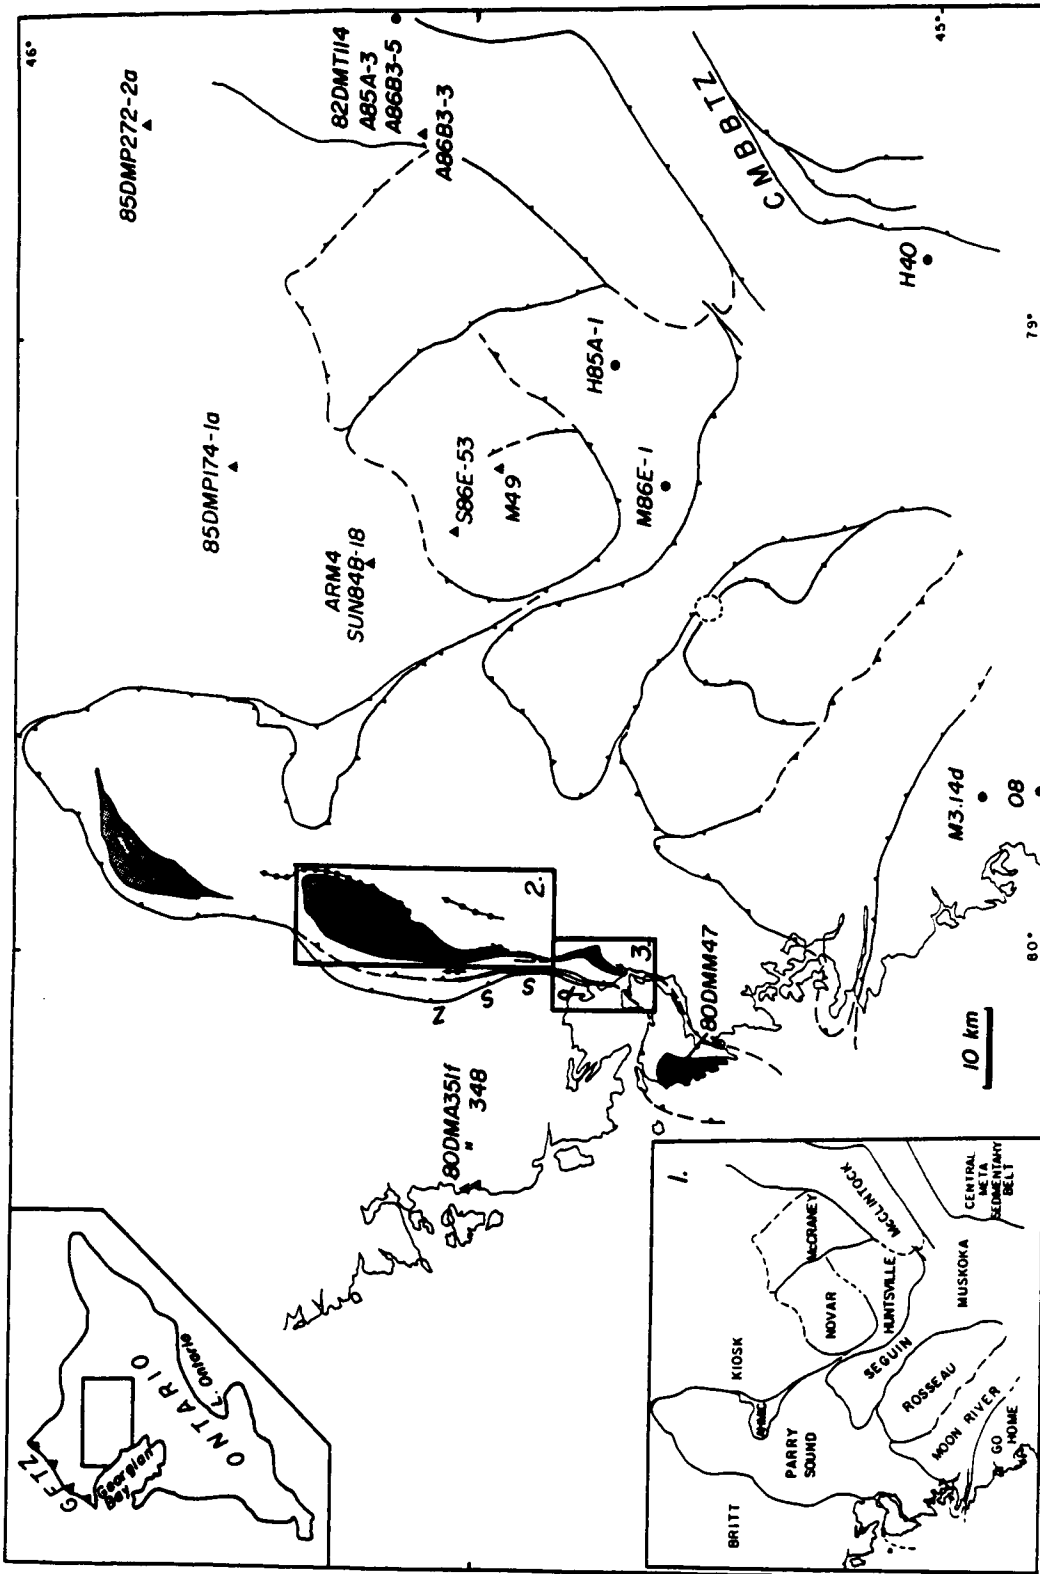 GFTZ
Georgian
Bay
ONTARIO
L. Ontario
46°
85DMP272-2a
82DMT114
A85A-3
A86B3-5
A86B3-3
85DMP174-1a
ARM4
SUN84B-18
S86E-53
M49
H85A-1
M86E-1
CMBBTZ
45°
H40
79°
2.
3.
Z
S
S
80DMA351f
" 348
80DMM47
M3.14d
08
80°
10 km
1.
BRITT
PARRY
SOUND
AHMIC
KIOSK
NOVAR
McCRANEY
McCLINTOCK
HUNTSVILLE
SEGUIN
ROSSEAU
MOON RIVER
GO
HOME
MUSKOKA
CENTRAL
META
SEDIMENTARY
BELT